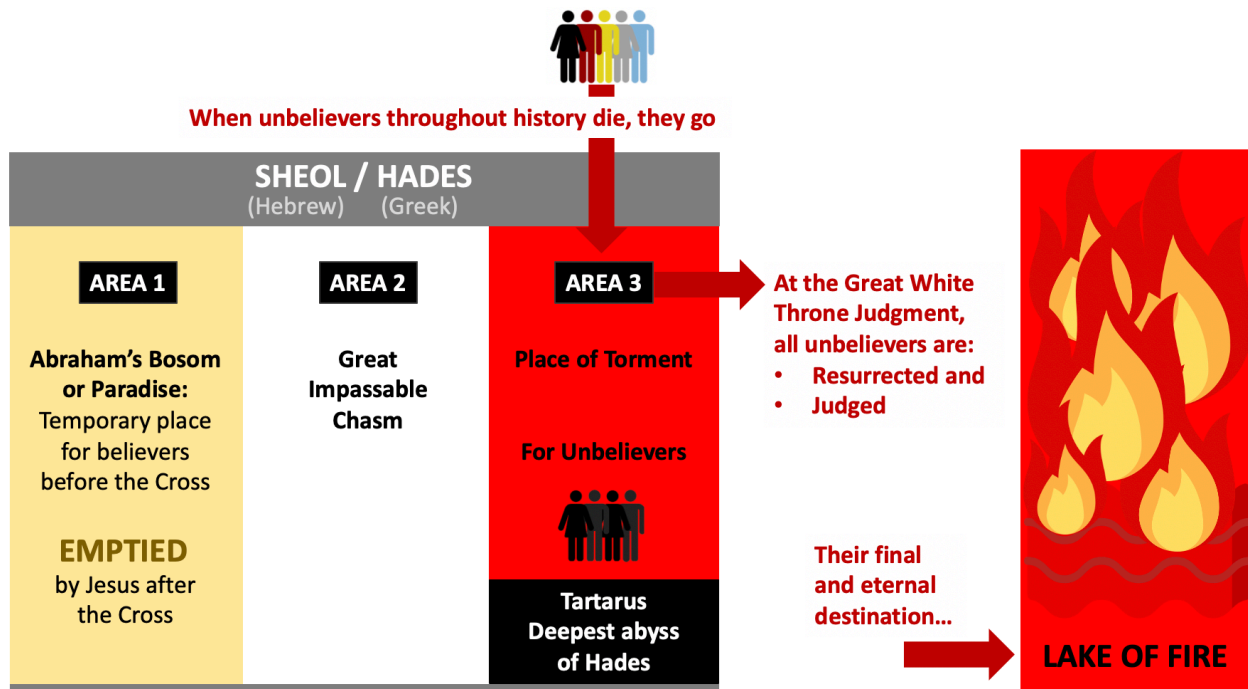 When unbelievers throughout history die, they go
SHEOL / HADES
(Hebrew) (Greek)
AREA 1
Abraham’s Bosom
or Paradise:
Temporary place
for believers
before the Cross
EMPTIED
by Jesus after
the Cross
AREA 2
Great
Impassable
Chasm
AREA 3
Place of Torment
For Unbelievers
Tartarus
Deepest abyss
of Hades
At the Great White
Throne Judgment,
all unbelievers are:
• Resurrected and
• Judged
Their final
and eternal
destination…
LAKE OF FIRE